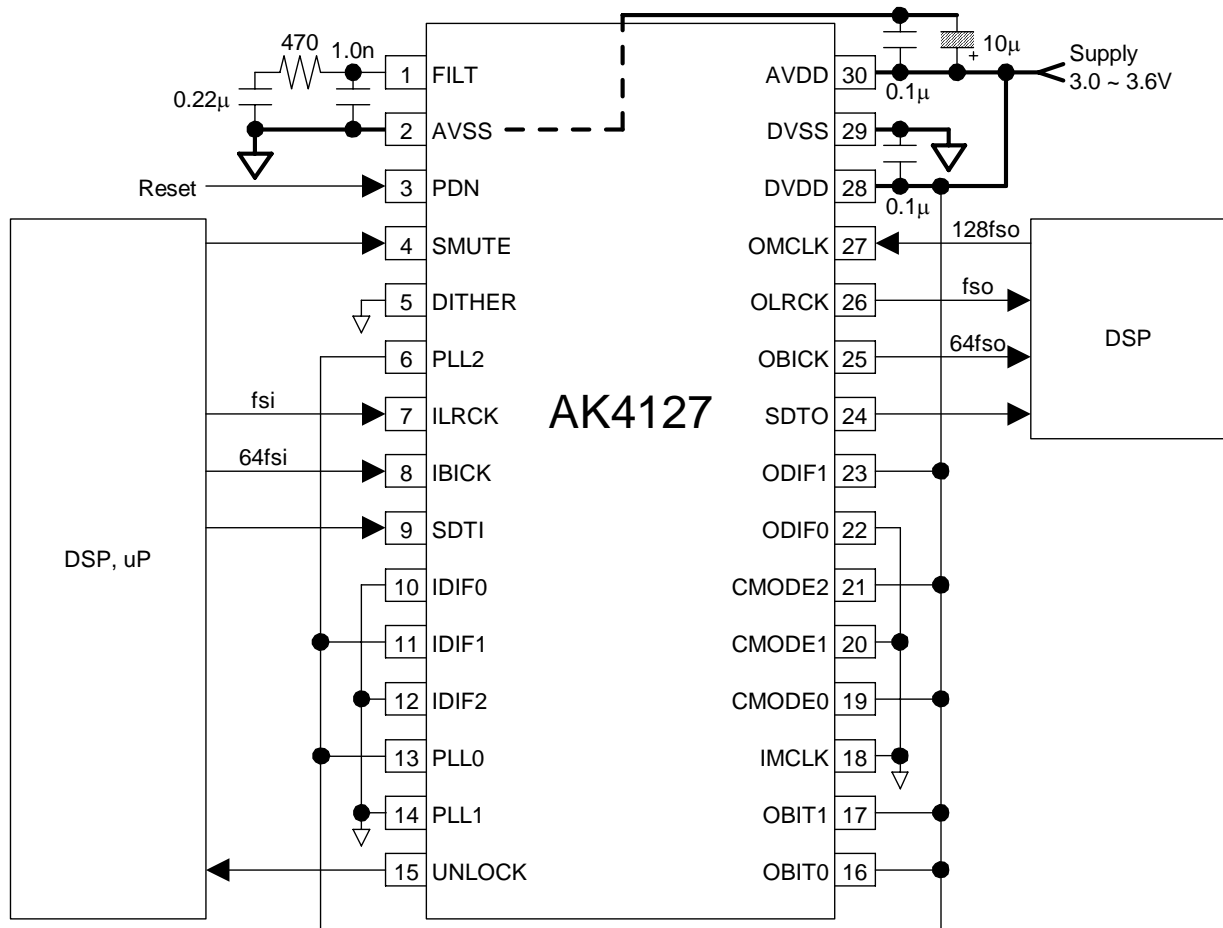 470
1.0n
0.22μ
1 FILT
2 AVSS
Reset
3 PDN
4 SMUTE
5 DITHER
6 PLL2
fsi
7 ILRCK
64fsi
8 IBICK
9 SDTI
DSP, uP
10 IDIF0
11 IDIF1
12 IDIF2
13 PLL0
14 PLL1
15 UNLOCK
AK4127
10μ
+
Supply
3.0 ~ 3.6V
AVDD 30
0.1μ
DVSS 29
DVDD 28
0.1μ
OMCLK 27
128fso
OLRCK 26
fso
OBICK 25
64fso
DSP
SDTO 24
ODIF1 23
ODIF0 22
CMODE2 21
CMODE1 20
CMODE0 19
IMCLK 18
OBIT1 17
OBIT0 16